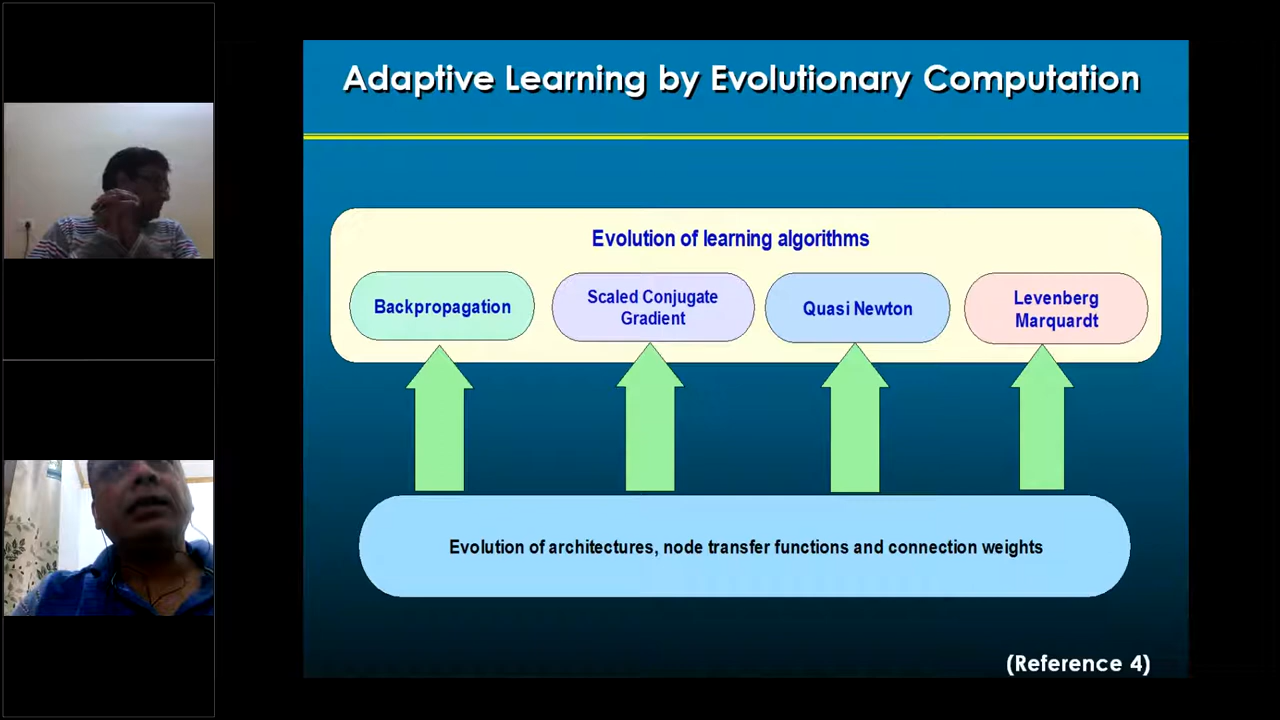 Adaptive Learning by Evolutionary Computation
Evolution of learning algorithms
Backpropagation
Scaled Conjugate
Gradient
Quasi Newton
Levenberg
Marquardt
Evolution of architectures, node transfer functions and connection weights
(Reference 4)